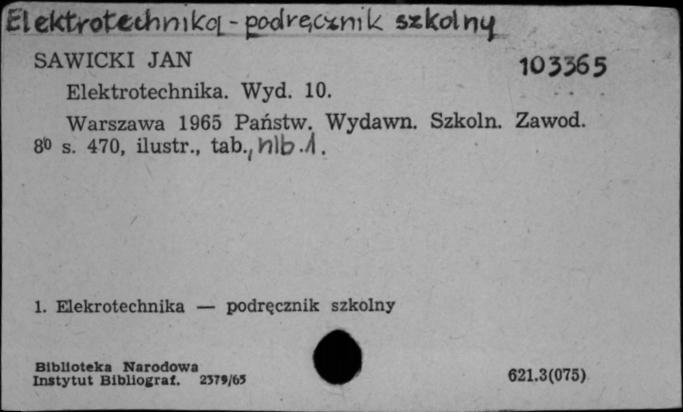 Elektrotechnika - podręcznik szkolny
SAWICKI JAN 103365
Elektrotechnika. Wyd. 10.
Warszawa 1965 Państw. Wydawn. Szkoln. Zawod.
8⁰ s. 470, ilustr., tab., nlb.1.
1. Elekrotechnika — podręcznik szkolny
Biblioteka Narodowa
Instytut Bibliograf. 2379/65 621.3(075)